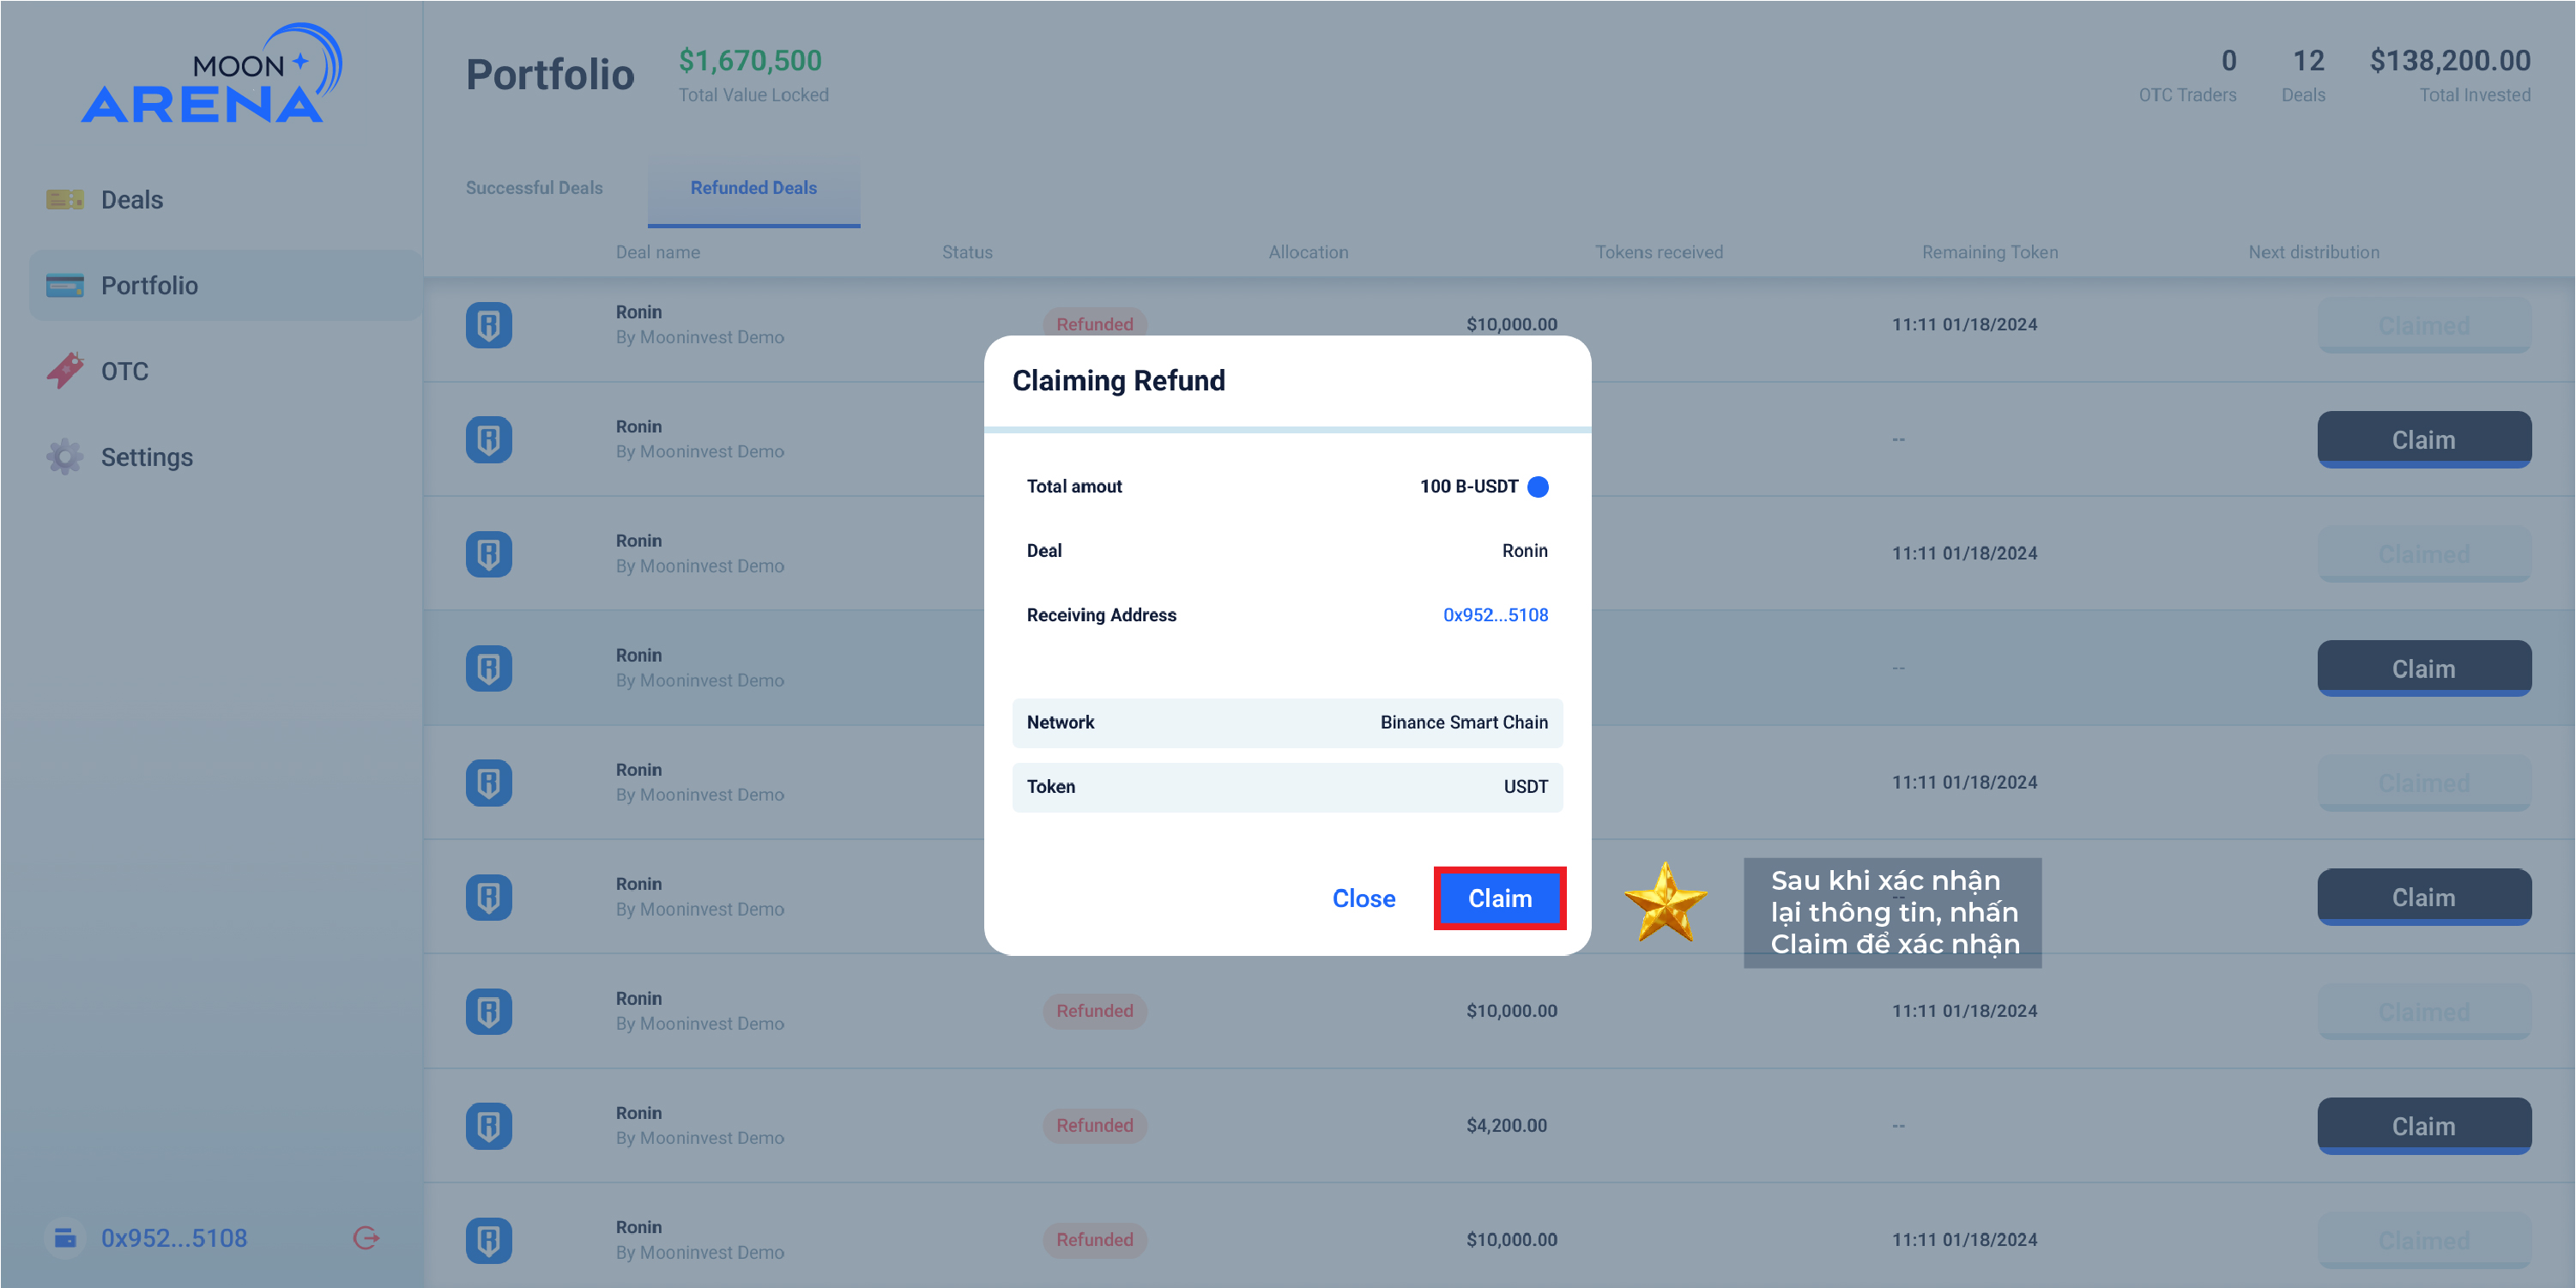 MOON
ARENA
Deals
Portfolio
OTC
Settings
0x952...5108
Portfolio
$1,670,500
Total Value Locked
0
OTC Traders
12
Deals
$138,200.00
Total Invested
Successful Deals
Refunded Deals
Deal name Status Allocation Tokens received Remaining Token Next distribution
Ronin
By Mooninvest Demo
Refunded $10,000.00 11:11 01/18/2024 Claimed
Ronin
By Mooninvest Demo
-- Claim
Ronin
By Mooninvest Demo
11:11 01/18/2024 Claimed
Ronin
By Mooninvest Demo
-- Claim
Ronin
By Mooninvest Demo
11:11 01/18/2024 Claimed
Ronin
By Mooninvest Demo
-- Claim
Ronin
By Mooninvest Demo
Refunded $10,000.00 11:11 01/18/2024 Claimed
Ronin
By Mooninvest Demo
Refunded $4,200.00 -- Claim
Ronin
By Mooninvest Demo
Refunded $10,000.00 11:11 01/18/2024 Claimed
Claiming Refund
Total amout 100 B-USDT
Deal Ronin
Receiving Address 0x952...5108
Network Binance Smart Chain
Token USDT
Close Claim
Sau khi xác nhận
lại thông tin, nhấn
Claim để xác nhận